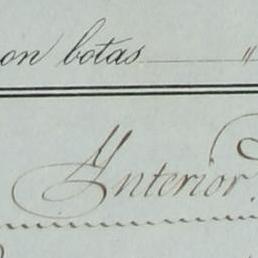 on botas "
Anterior